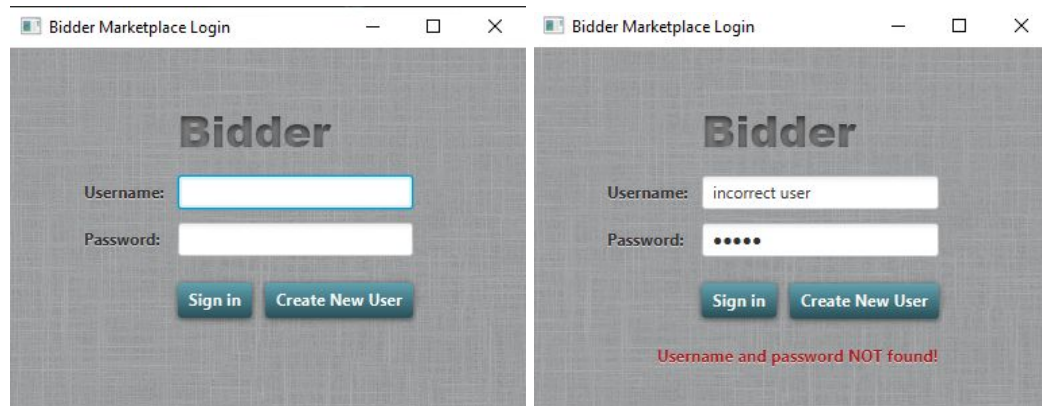 Bidder Marketplace Login
Bidder
Username:
Password:
Sign in Create New User
Bidder Marketplace Login
Bidder
Username: incorrect user
Password: •••••
Sign in Create New User
Username and password NOT found!